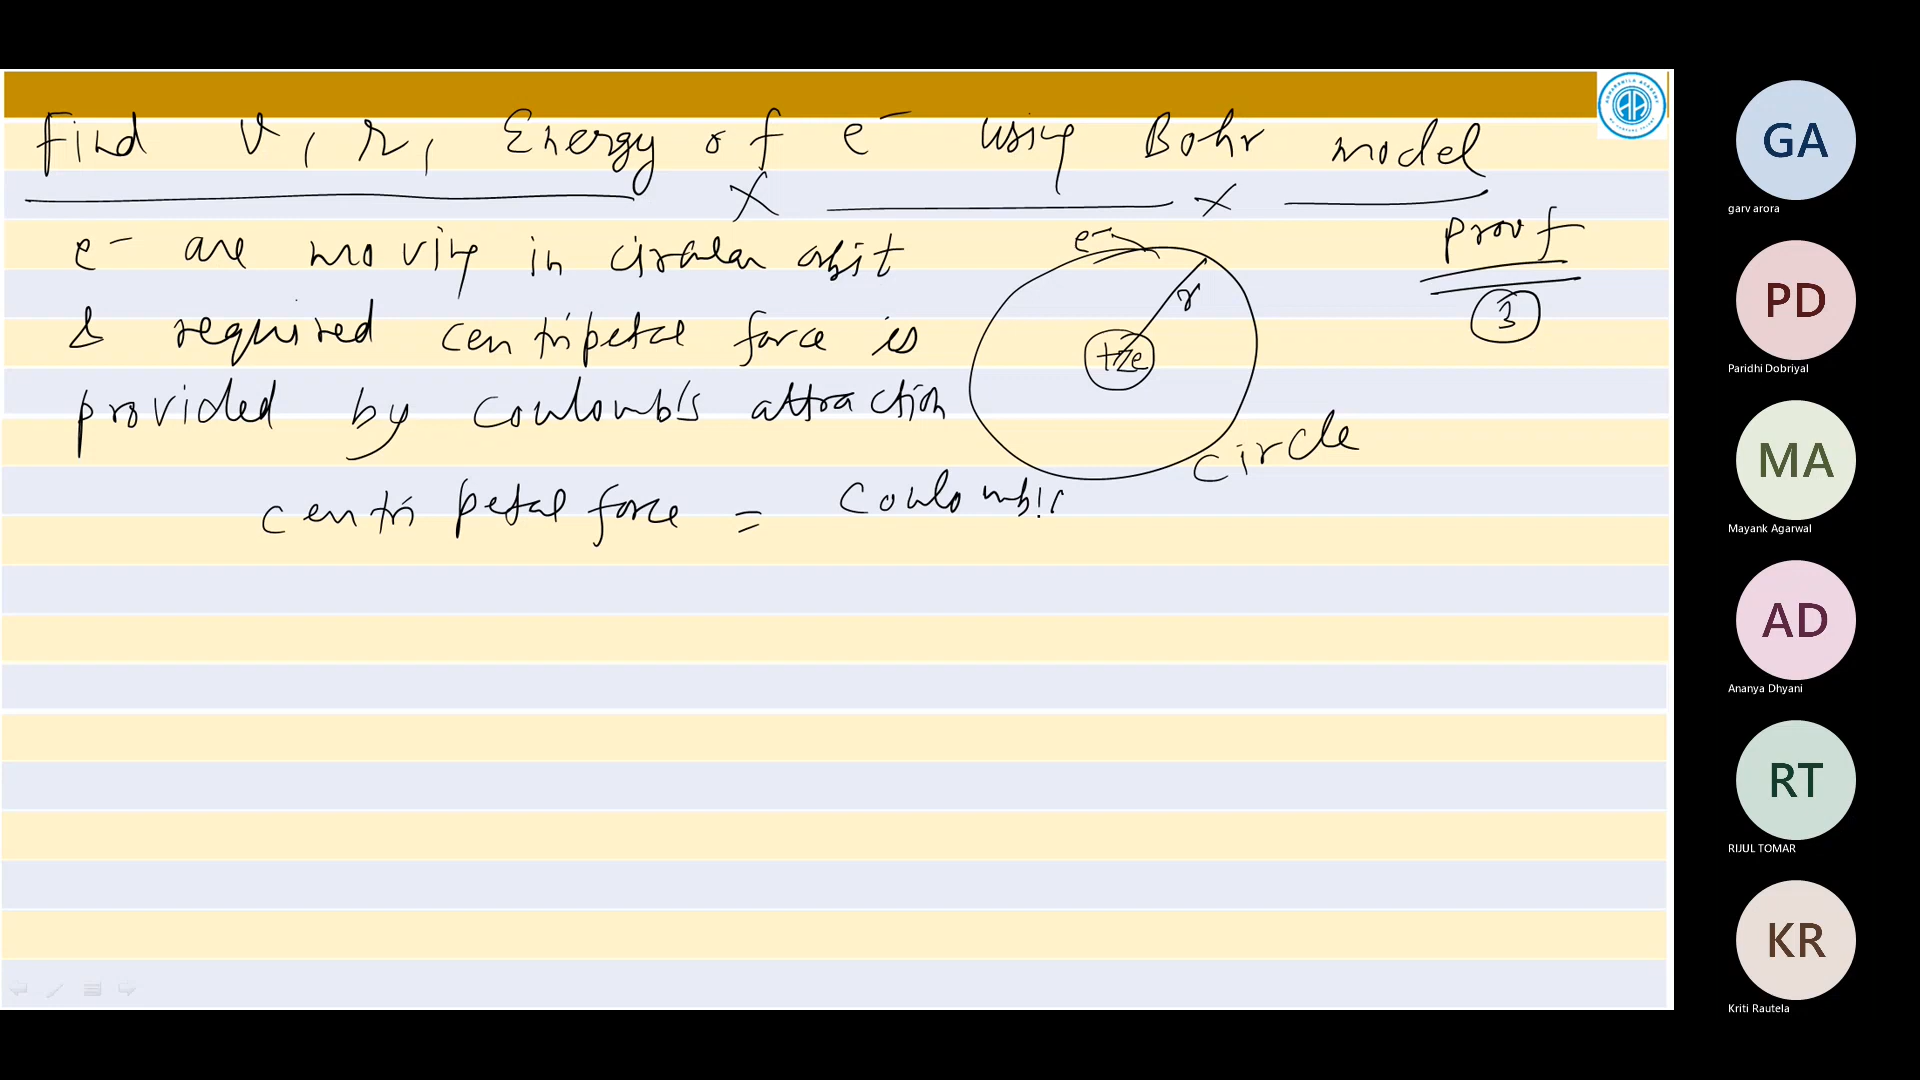 Find v, r, Energy of e⁻ using Bohr model
e⁻ are moving in circular orbit
& required centripetal force is
provided by Coulomb's attraction
centripetal force = Coulombic
e⁻
r
+ze
circle
proof
3
GA
garv arora
PD
Paridhi Dobriyal
MA
Mayank Agarwal
AD
Ananya Dhyani
RT
RIJUL TOMAR
KR
Kriti Rautela